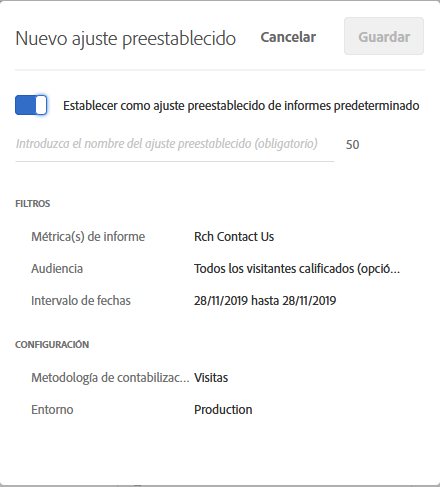 Nuevo ajuste preestablecido Cancelar Guardar
Establecer como ajuste preestablecido de informes predeterminado
Introduzca el nombre del ajuste preestablecido (obligatorio) 50
FILTROS
Métrica(s) de informe Rch Contact Us
Audiencia Todos los visitantes calificados (opció...
Intervalo de fechas 28/11/2019 hasta 28/11/2019
CONFIGURACIÓN
Metodología de contabilizac... Visitas
Entorno Production